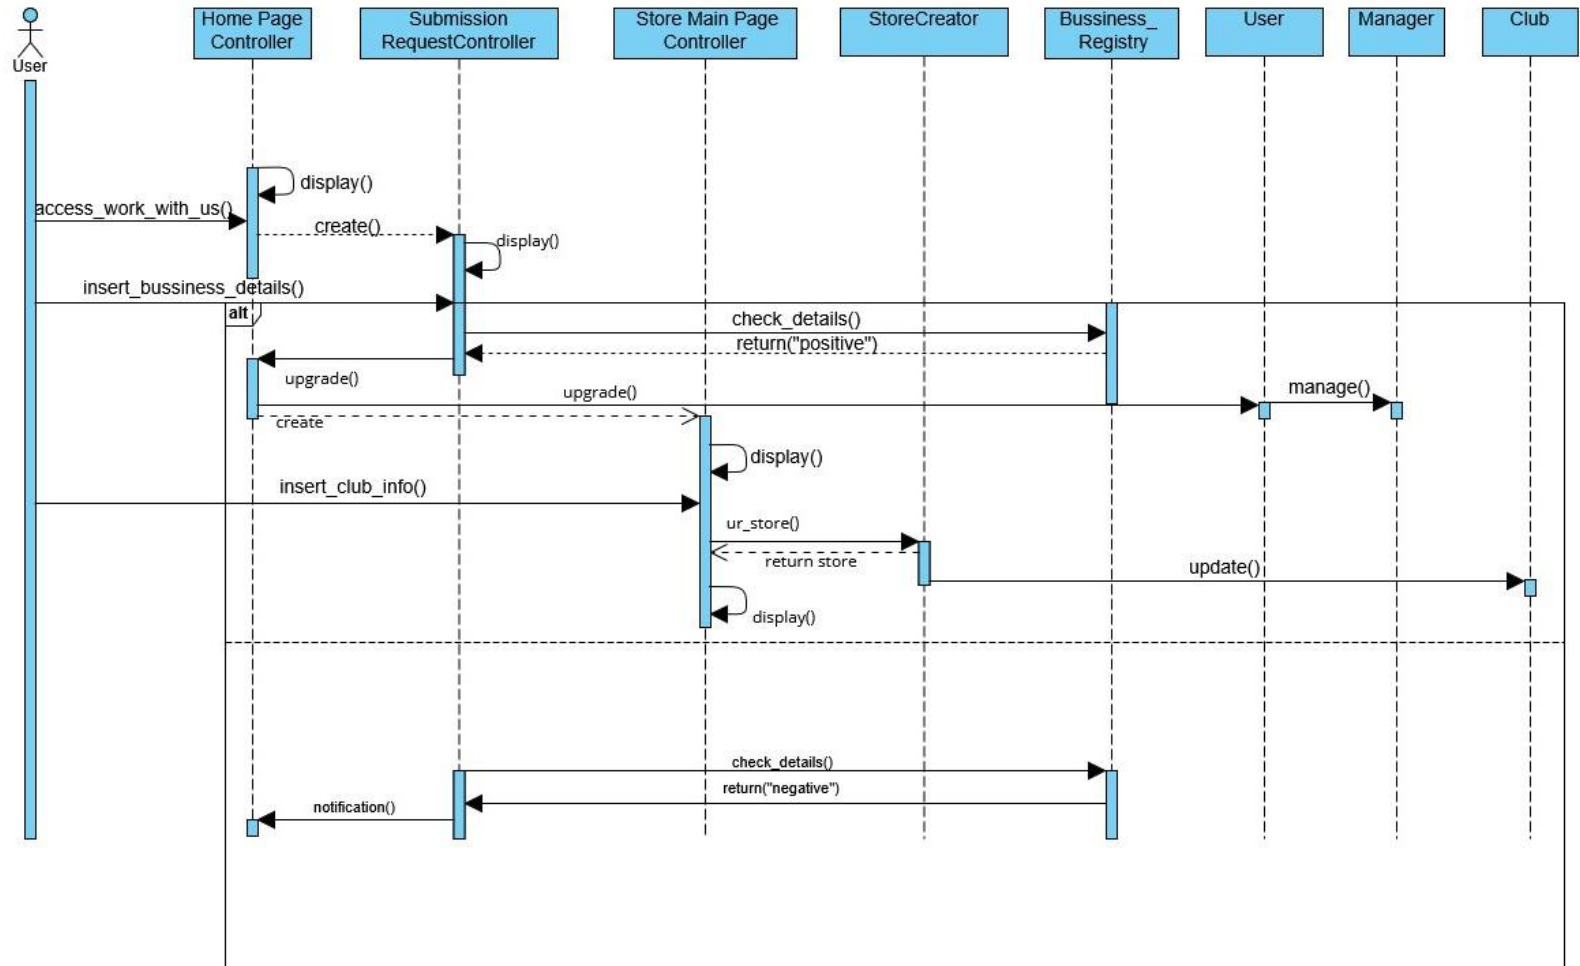 User
Home Page
Controller
Submission
RequestController
Store Main Page
Controller
StoreCreator
Bussiness_
Registry
User
Manager
Club
display()
access_work_with_us()
create()
display()
insert_bussiness_details()
alt
check_details()
return("positive")
upgrade()
upgrade()
manage()
create
display()
insert_club_info()
ur_store()
return store
update()
display()
check_details()
return("negative")
notification()